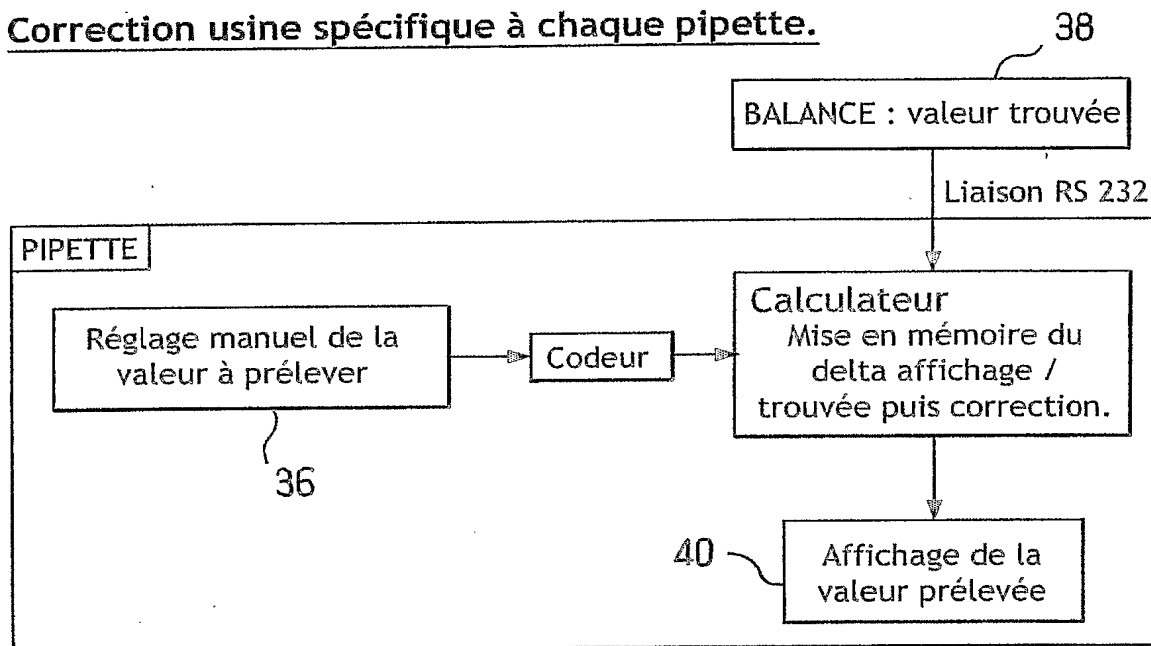 Correction usine spécifique à chaque pipette.
38
BALANCE : valeur trouvée
Liaison RS 232
PIPETTE
Réglage manuel de la
valeur à prélever
Codeur
Calculateur
Mise en mémoire du
delta affichage /
trouvée puis correction.
36
40
Affichage de la
valeur prélevée